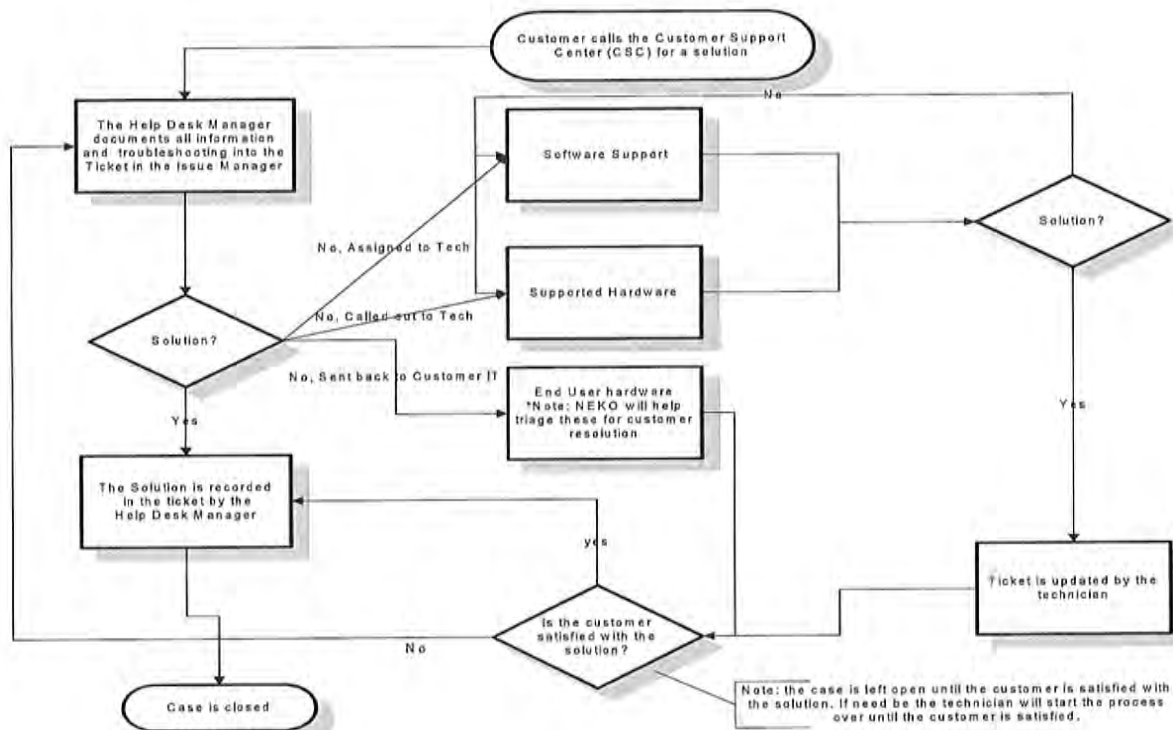 Customer calls the Customer Support
Center (CSC) for a solution
No
The Help Desk Manager
documents all information
and troubleshooting into the
Ticket in the Issue Manager
Software Support
Solution?
No, Assigned to Tech
Supported Hardware
No, Called out to Tech
Solution?
No, Sent back to Customer IT
End User hardware
*Note: NEKO will help
triage these for customer
resolution
Yes
Yes
The Solution is recorded
in the ticket by the
Help Desk Manager
yes
Ticket is updated by the
technician
Is the customer
satisfied with the
solution?
No
Case is closed
Note: the case is left open until the customer is satisfied with
the solution. If need be the technician will start the process
over until the customer is satisfied.